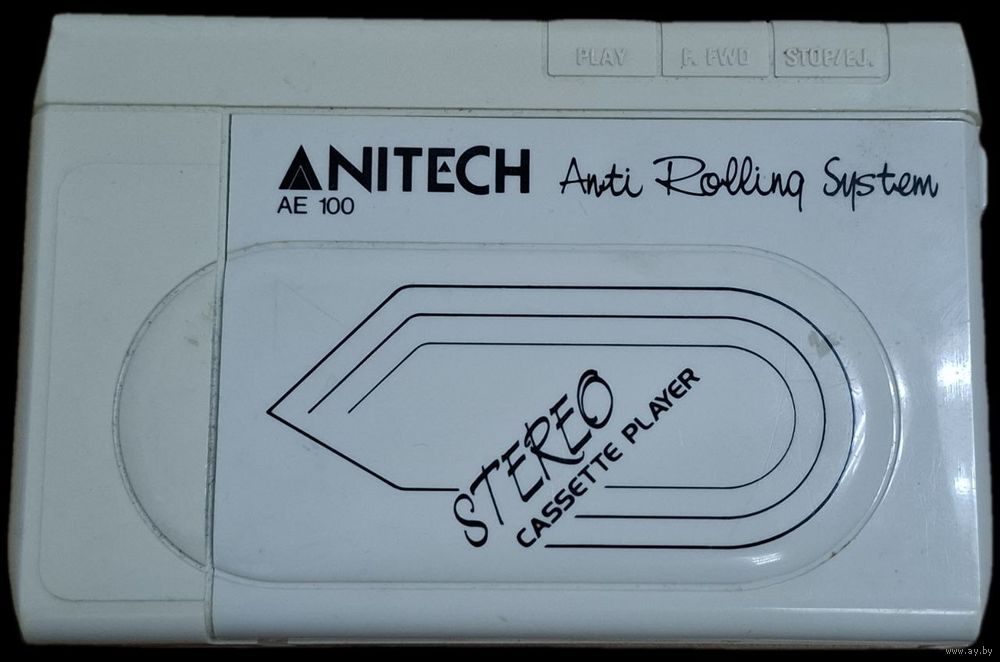 PLAY F. FWD STOP/EJ.
ANITECH Anti Rolling System
AE 100
STEREO
CASSETTE PLAYER
www.ay.by